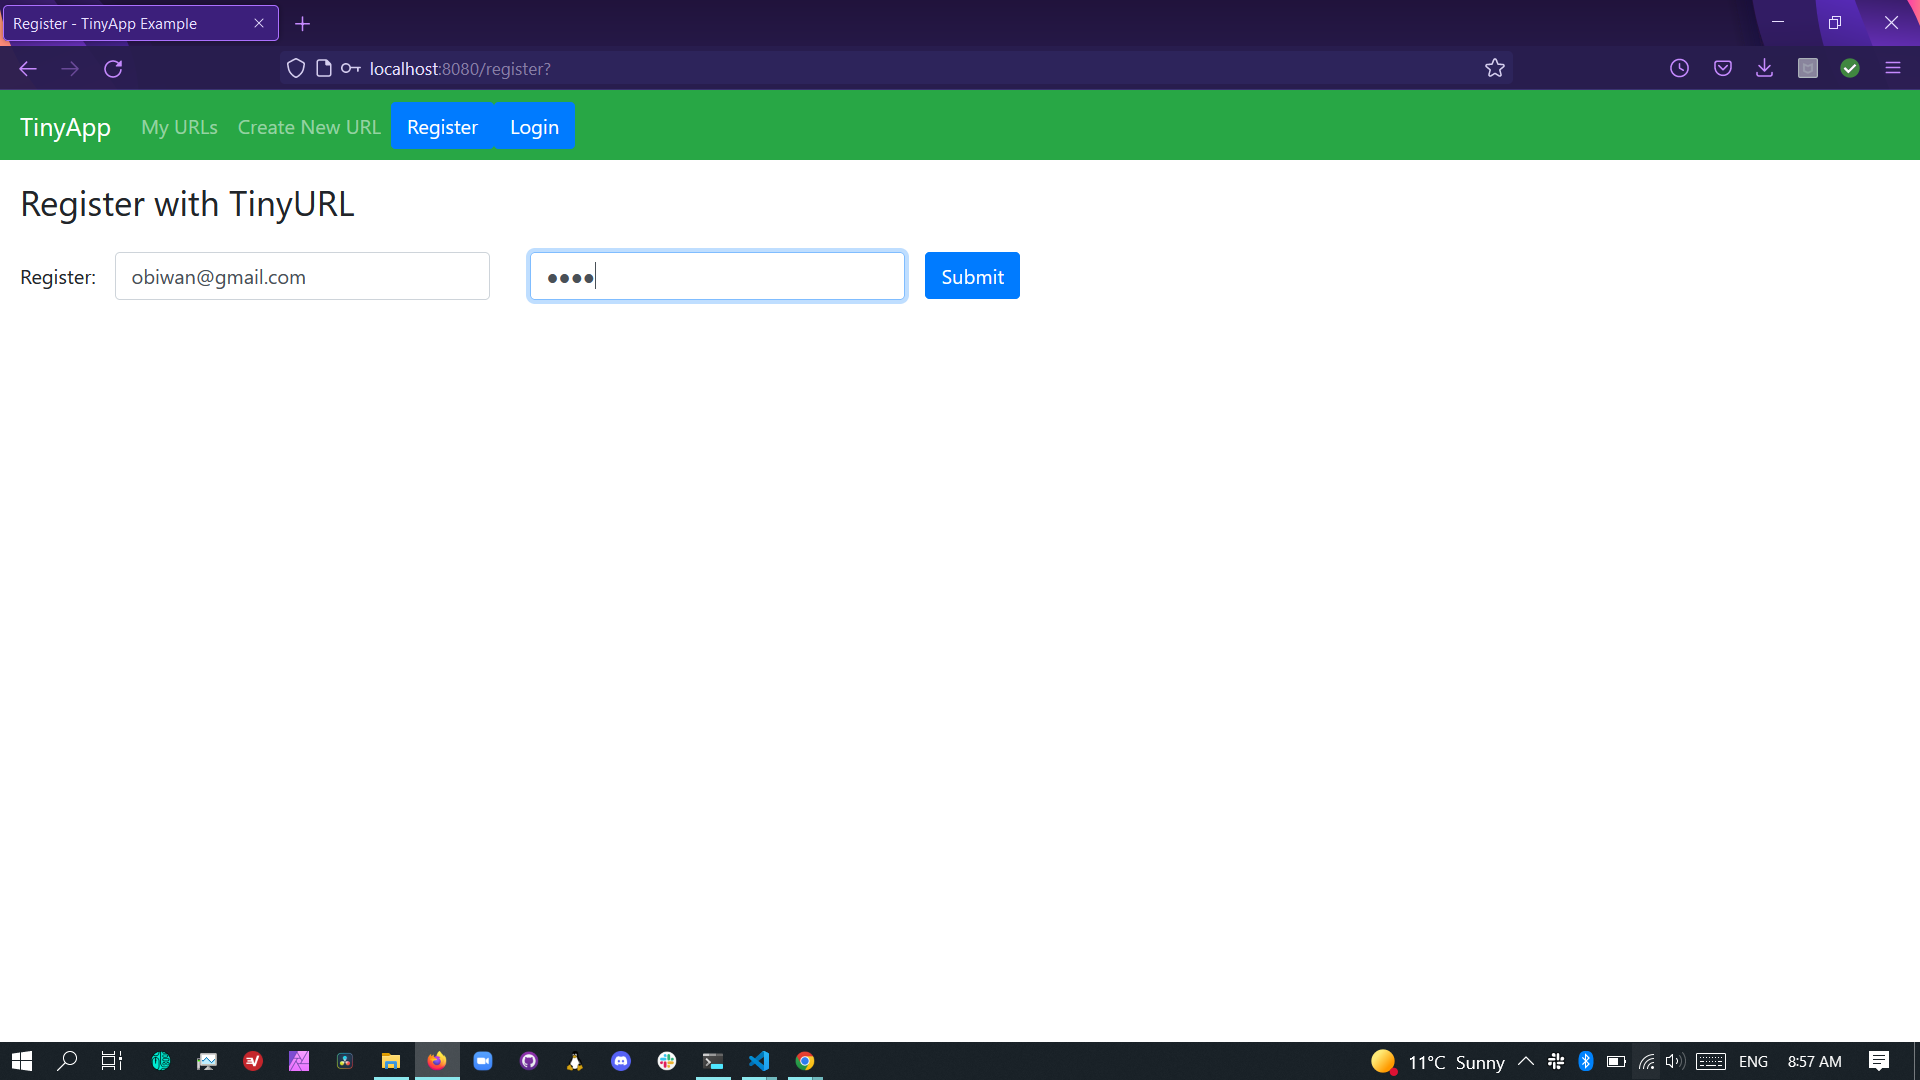 Register - TinyApp Example
localhost:8080/register?
TinyApp My URLs Create New URL Register Login
Register with TinyURL
Register: obiwan@gmail.com Submit
11°C Sunny ENG 8:57 AM